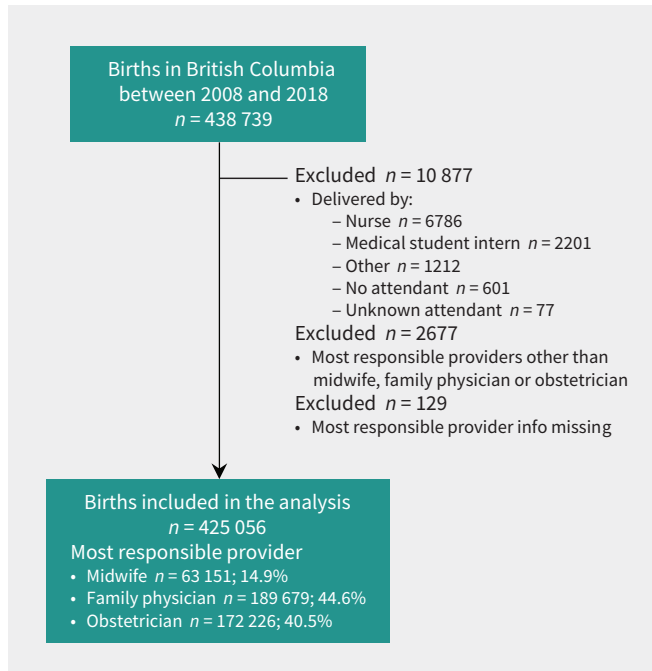 Births in British Columbia
between 2008 and 2018
n = 438 739
Excluded n = 10 877
• Delivered by:
– Nurse n = 6786
– Medical student intern n = 2201
– Other n = 1212
– No attendant n = 601
– Unknown attendant n = 77
Excluded n = 2677
• Most responsible providers other than
midwife, family physician or obstetrician
Excluded n = 129
• Most responsible provider info missing
Births included in the analysis
n = 425 056
Most responsible provider
• Midwife n = 63 151; 14.9%
• Family physician n = 189 679; 44.6%
• Obstetrician n = 172 226; 40.5%